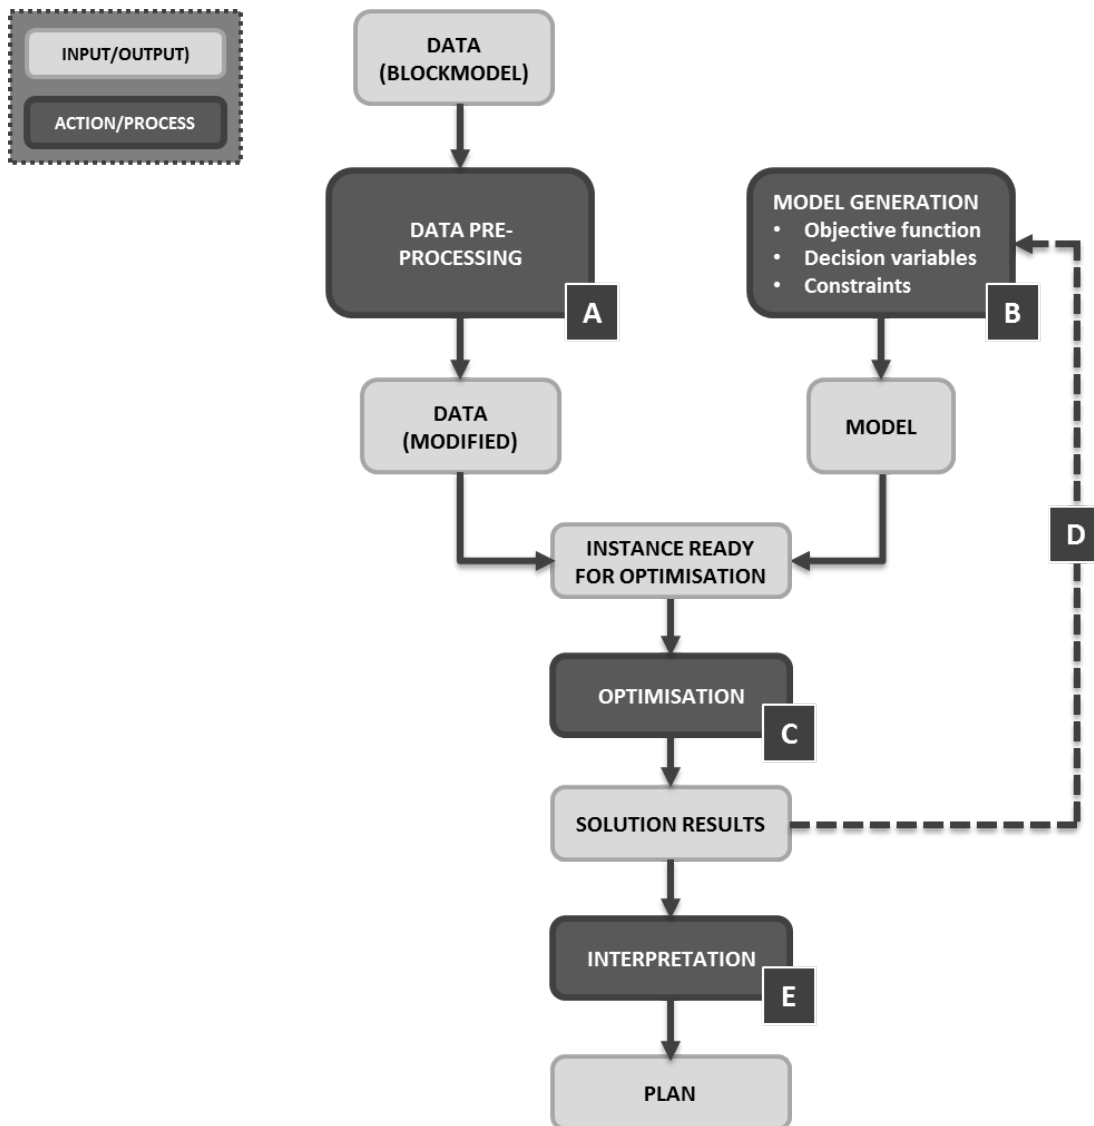 INPUT/OUTPUT)
ACTION/PROCESS
DATA
(BLOCKMODEL)
DATA PRE-
PROCESSING
A
MODEL GENERATION
• Objective function
• Decision variables
• Constraints
B
DATA
(MODIFIED)
MODEL
INSTANCE READY
FOR OPTIMISATION
D
OPTIMISATION
C
SOLUTION RESULTS
INTERPRETATION
E
PLAN